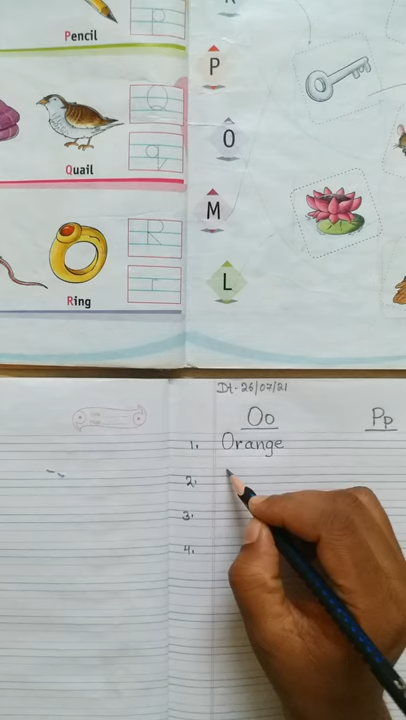 Pencil
P
P
Q
O
q
Quail
M
R
L
r
Ring
Dt-26/07/21
Oo Pp
1. Orange
2.
3.
4.